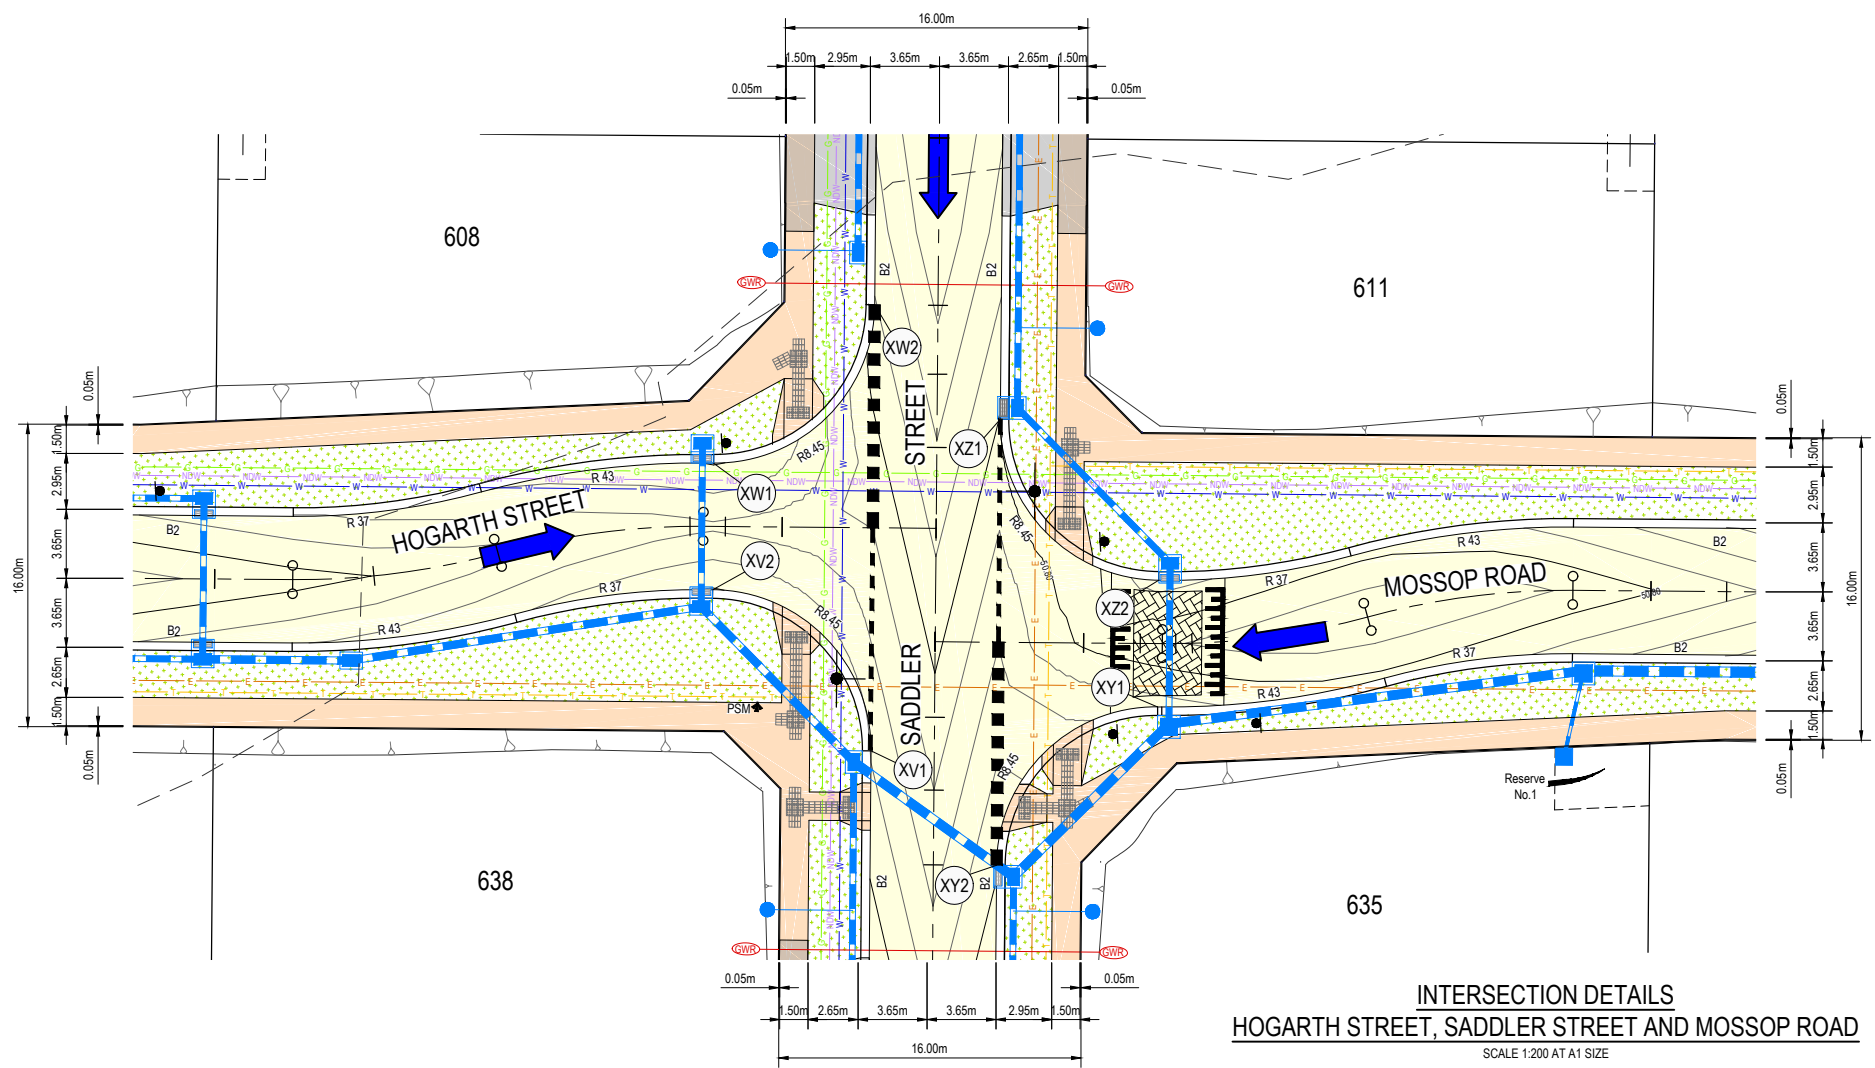 16.00m
1.50m 2.95m 3.65m 3.65m 2.65m 1.50m
0.05m 0.05m
608
611
B2 B2
GWR GWR
XW2
STREET
XZ1
0.05m
1.50m
2.95m
3.65m
3.65m
2.65m
1.50m
0.05m
16.00m
R8.45
R 43
XW1
R 37
HOGARTH STREET
B2
XV2
R 37
R8.45
R 43
B2
R8.45
50.80
XZ2
R 37
MOSSOP ROAD
R 43
B2
50.80
XY1
R 37
B2
R 43
0.05m
1.50m
2.95m
3.65m
3.65m
2.65m
1.50m
0.05m
16.00m
G NDW W E T
PSM
SADDLER
XV1
R8.45
Reserve
No.1
638
B2
XY2
B2
635
GWR GWR
0.05m 0.05m
1.50m 2.65m 3.65m 3.65m 2.95m 1.50m
16.00m
INTERSECTION DETAILS
HOGARTH STREET, SADDLER STREET AND MOSSOP ROAD
SCALE 1:200 AT A1 SIZE